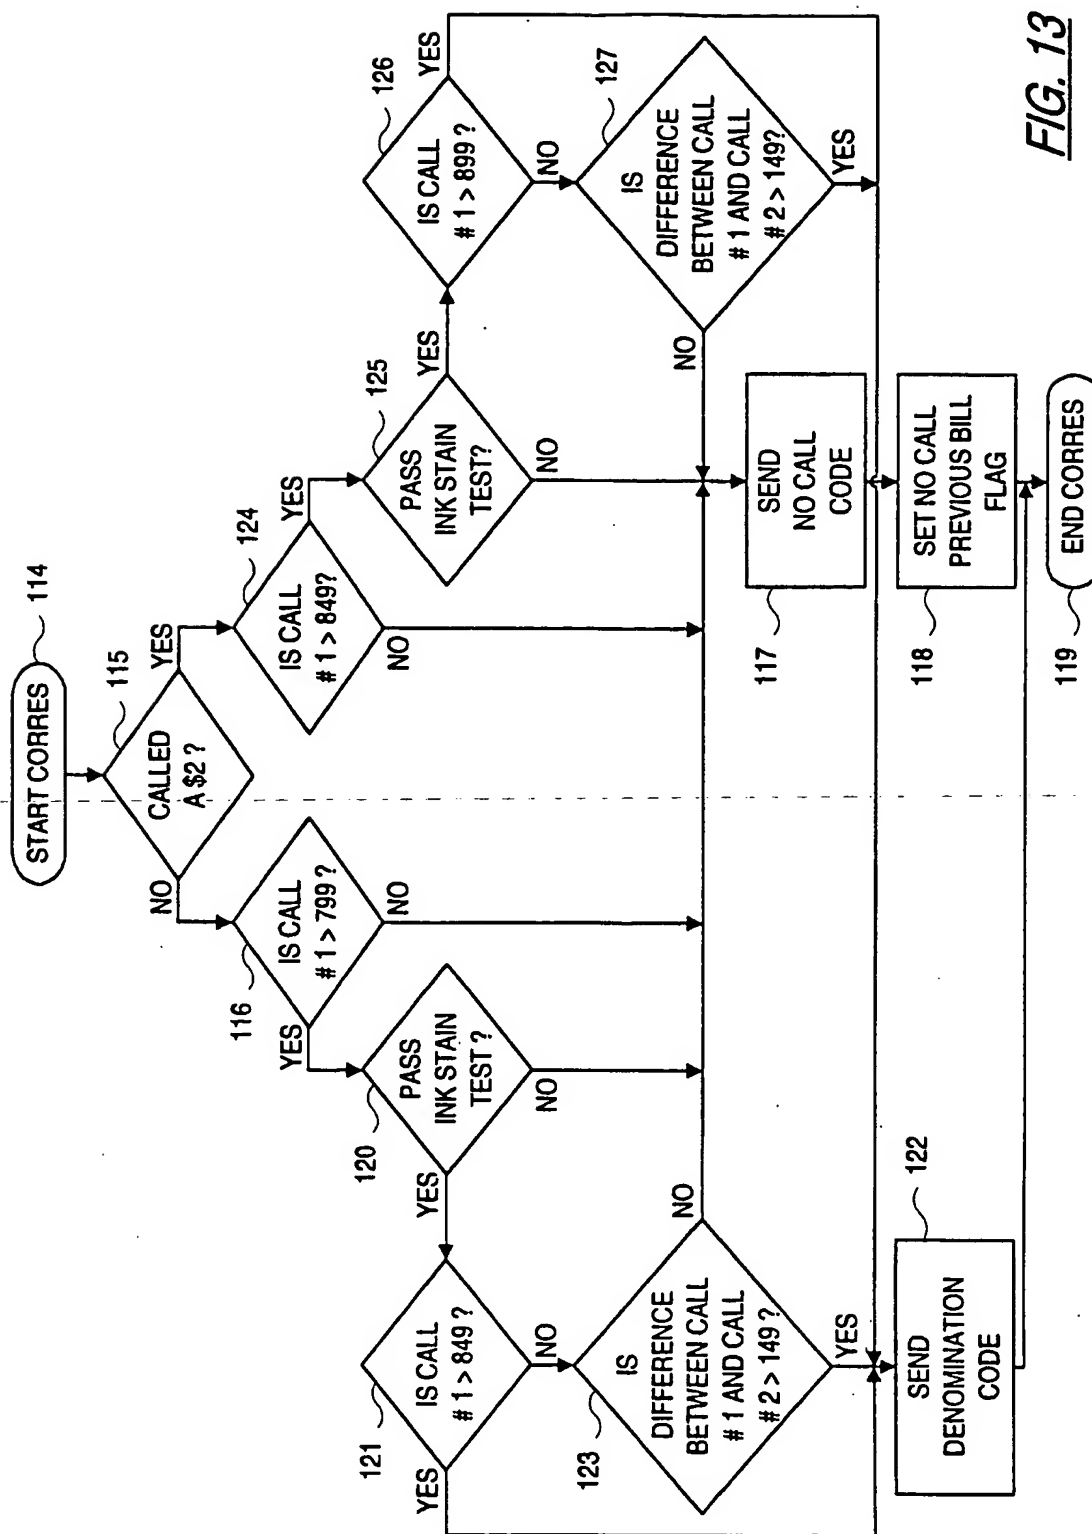 START CORRES
114
CALLED
A $2 ?
115
NO
YES
IS CALL
# 1 > 799 ?
116
YES
NO
IS CALL
# 1 > 849?
124
YES
NO
PASS
INK STAIN
TEST ?
120
YES
NO
PASS
INK STAIN
TEST?
125
YES
NO
IS CALL
# 1 > 849 ?
121
YES
NO
IS CALL
# 1 > 899 ?
126
YES
NO
IS
DIFFERENCE
BETWEEN CALL
# 1 AND CALL
# 2 > 149 ?
123
NO
YES
IS
DIFFERENCE
BETWEEN CALL
# 1 AND CALL
# 2 > 149?
127
NO
YES
SEND
NO CALL
CODE
117
SEND
DENOMINATION
CODE
122
SET NO CALL
PREVIOUS BILL
FLAG
118
END CORRES
119
FIG. 13